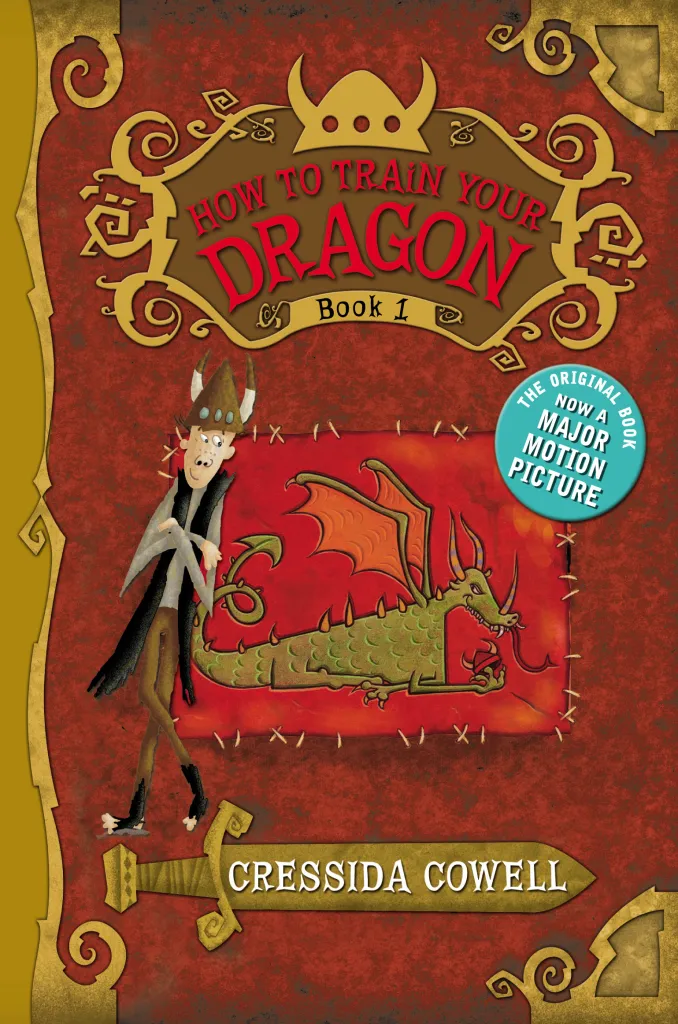 HOW TO TRAiN YOUR
DRAGON
Book 1
THE ORIGINAL BOOK
NOW A
MAJOR
MOTION
PICTURE
CRESSIDA COWELL